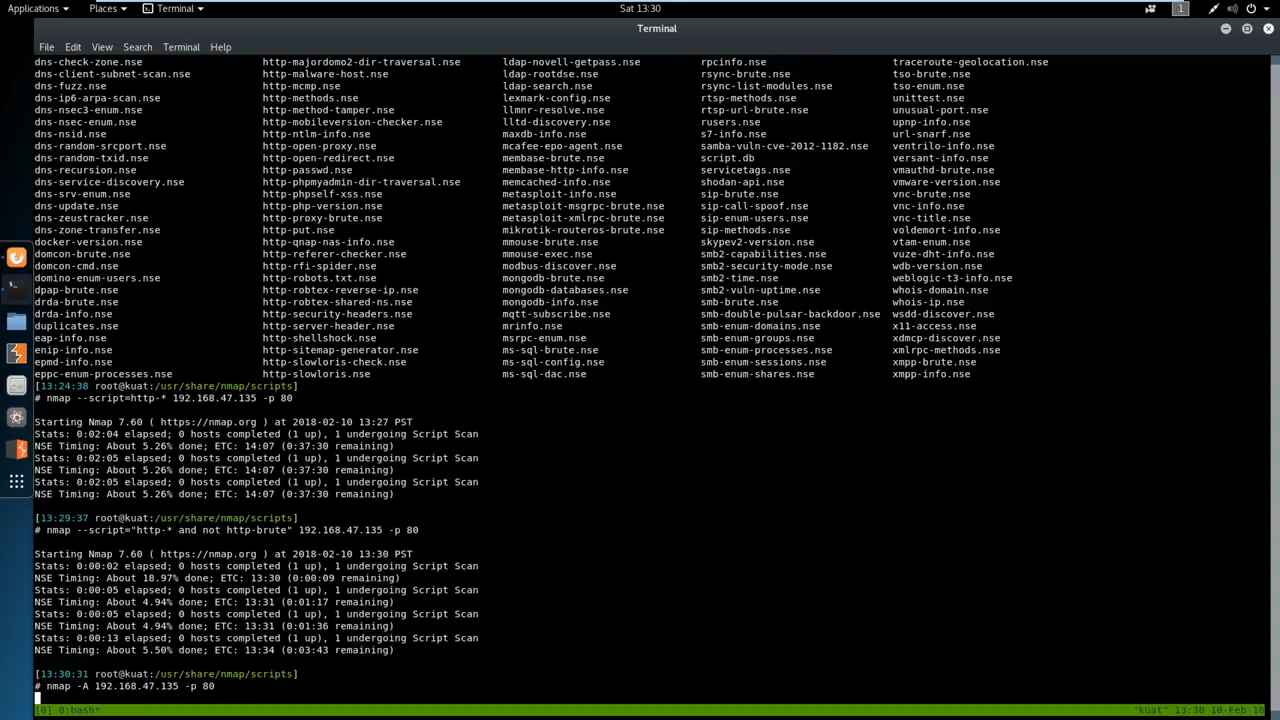 Applications Places Terminal Sat 13:30 1
Terminal
File Edit View Search Terminal Help
dns-check-zone.nse http-majordomo2-dir-traversal.nse ldap-novell-getpass.nse rpcinfo.nse traceroute-geolocation.nse
dns-client-subnet-scan.nse http-malware-host.nse ldap-rootdse.nse rsync-brute.nse tso-brute.nse
dns-fuzz.nse http-mcmp.nse ldap-search.nse rsync-list-modules.nse tso-enum.nse
dns-ip6-arpa-scan.nse http-methods.nse lexmark-config.nse rtsp-methods.nse unittest.nse
dns-nsec3-enum.nse http-method-tamper.nse llmnr-resolve.nse rtsp-url-brute.nse unusual-port.nse
dns-nsec-enum.nse http-mobileversion-checker.nse lltd-discovery.nse rusers.nse upnp-info.nse
dns-nsid.nse http-ntlm-info.nse maxdb-info.nse s7-info.nse url-snarf.nse
dns-random-srcport.nse http-open-proxy.nse mcafee-epo-agent.nse samba-vuln-cve-2012-1182.nse ventrilo-info.nse
dns-random-txid.nse http-open-redirect.nse membase-brute.nse script.db versant-info.nse
dns-recursion.nse http-passwd.nse membase-http-info.nse servicetags.nse vmauthd-brute.nse
dns-service-discovery.nse http-phpmyadmin-dir-traversal.nse memcached-info.nse shodan-api.nse vmware-version.nse
dns-srv-enum.nse http-phpself-xss.nse metasploit-info.nse sip-brute.nse vnc-brute.nse
dns-update.nse http-php-version.nse metasploit-msgrpc-brute.nse sip-call-spoof.nse vnc-info.nse
dns-zeustracker.nse http-proxy-brute.nse metasploit-xmlrpc-brute.nse sip-enum-users.nse vnc-title.nse
dns-zone-transfer.nse http-put.nse mikrotik-routeros-brute.nse sip-methods.nse voldemort-info.nse
docker-version.nse http-qnap-nas-info.nse mmouse-brute.nse skypev2-version.nse vtam-enum.nse
domcon-brute.nse http-referer-checker.nse mmouse-exec.nse smb2-capabilities.nse vuze-dht-info.nse
domcon-cmd.nse http-rfi-spider.nse modbus-discover.nse smb2-security-mode.nse wdb-version.nse
domino-enum-users.nse http-robots.txt.nse mongodb-brute.nse smb2-time.nse weblogic-t3-info.nse
dpap-brute.nse http-robtex-reverse-ip.nse mongodb-databases.nse smb2-vuln-uptime.nse whois-domain.nse
drda-brute.nse http-robtex-shared-ns.nse mongodb-info.nse smb-brute.nse whois-ip.nse
drda-info.nse http-security-headers.nse mqtt-subscribe.nse smb-double-pulsar-backdoor.nse wsdd-discover.nse
duplicates.nse http-server-header.nse mrinfo.nse smb-enum-domains.nse x11-access.nse
eap-info.nse http-shellshock.nse msrpc-enum.nse smb-enum-groups.nse xdmcp-discover.nse
enip-info.nse http-sitemap-generator.nse ms-sql-brute.nse smb-enum-processes.nse xmlrpc-methods.nse
epmd-info.nse http-slowloris-check.nse ms-sql-config.nse smb-enum-sessions.nse xmpp-brute.nse
eppc-enum-processes.nse http-slowloris.nse ms-sql-dac.nse smb-enum-shares.nse xmpp-info.nse
[13:24:38 root@kuat:/usr/share/nmap/scripts]
# nmap --script=http-* 192.168.47.135 -p 80
Starting Nmap 7.60 ( https://nmap.org ) at 2018-02-10 13:27 PST
Stats: 0:02:04 elapsed; 0 hosts completed (1 up), 1 undergoing Script Scan
NSE Timing: About 5.26% done; ETC: 14:07 (0:37:30 remaining)
Stats: 0:02:05 elapsed; 0 hosts completed (1 up), 1 undergoing Script Scan
NSE Timing: About 5.26% done; ETC: 14:07 (0:37:30 remaining)
Stats: 0:02:05 elapsed; 0 hosts completed (1 up), 1 undergoing Script Scan
NSE Timing: About 5.26% done; ETC: 14:07 (0:37:30 remaining)
[13:29:37 root@kuat:/usr/share/nmap/scripts]
# nmap --script="http-* and not http-brute" 192.168.47.135 -p 80
Starting Nmap 7.60 ( https://nmap.org ) at 2018-02-10 13:30 PST
Stats: 0:00:02 elapsed; 0 hosts completed (1 up), 1 undergoing Script Scan
NSE Timing: About 18.97% done; ETC: 13:30 (0:00:09 remaining)
Stats: 0:00:05 elapsed; 0 hosts completed (1 up), 1 undergoing Script Scan
NSE Timing: About 4.94% done; ETC: 13:31 (0:01:17 remaining)
Stats: 0:00:05 elapsed; 0 hosts completed (1 up), 1 undergoing Script Scan
NSE Timing: About 4.94% done; ETC: 13:31 (0:01:36 remaining)
Stats: 0:00:13 elapsed; 0 hosts completed (1 up), 1 undergoing Script Scan
NSE Timing: About 5.50% done; ETC: 13:34 (0:03:43 remaining)
[13:30:31 root@kuat:/usr/share/nmap/scripts]
# nmap -A 192.168.47.135 -p 80
[0] 0:bash* "kuat" 13:30 10-Feb-18